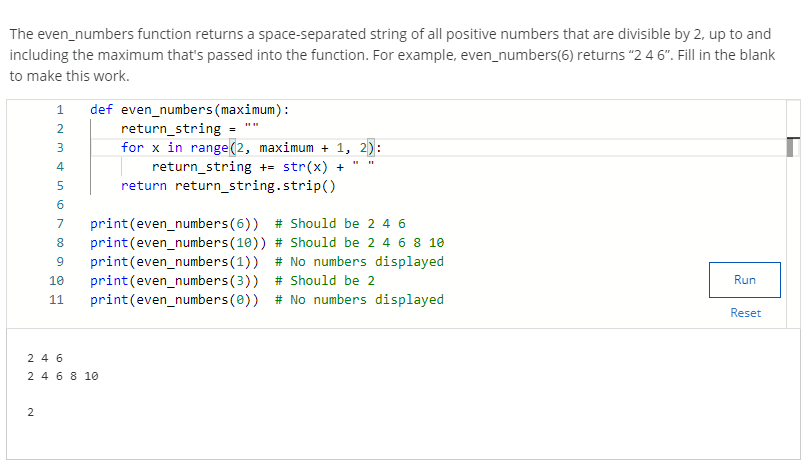 The even_numbers function returns a space-separated string of all positive numbers that are divisible by 2, up to and
including the maximum that's passed into the function. For example, even_numbers(6) returns “2 4 6”. Fill in the blank
to make this work.
1 def even_numbers(maximum):
2 return_string = ""
3 for x in range(2, maximum + 1, 2):
4 return_string += str(x) + " "
5 return return_string.strip()
6
7 print(even_numbers(6)) # Should be 2 4 6
8 print(even_numbers(10)) # Should be 2 4 6 8 10
9 print(even_numbers(1)) # No numbers displayed
10 print(even_numbers(3)) # Should be 2
11 print(even_numbers(0)) # No numbers displayed
Run
Reset
2 4 6
2 4 6 8 10
2